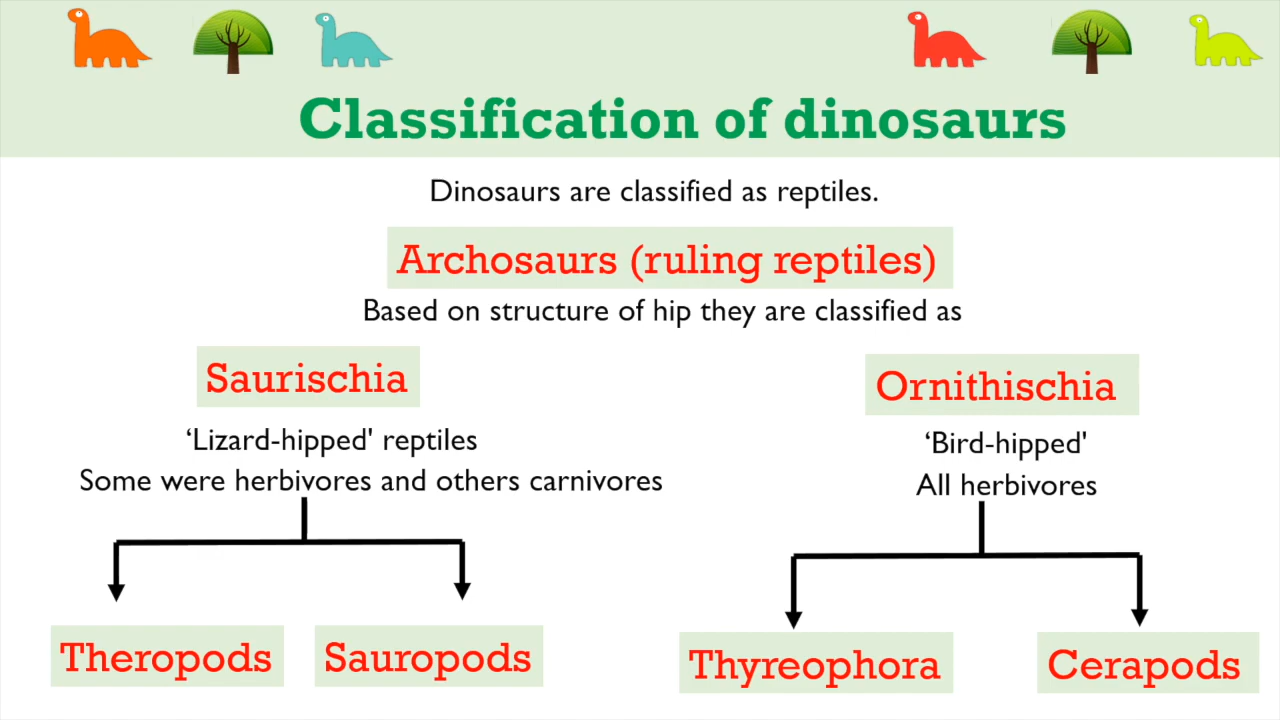 Classification of dinosaurs
Dinosaurs are classified as reptiles.
Archosaurs (ruling reptiles)
Based on structure of hip they are classified as
Saurischia
‘Lizard-hipped' reptiles
Some were herbivores and others carnivores
Theropods
Sauropods
Ornithischia
‘Bird-hipped'
All herbivores
Thyreophora
Cerapods